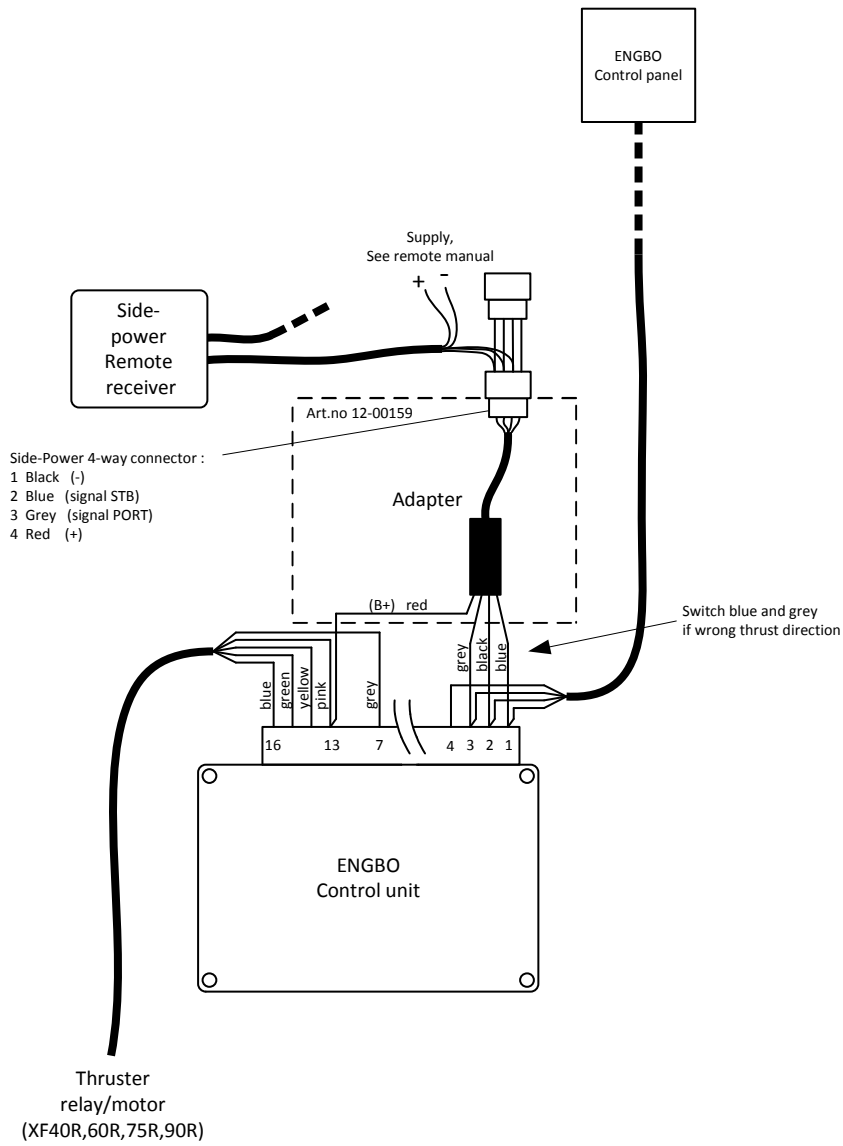 ENGBO
Control panel
Supply,
See remote manual
+ -
Side-
power
Remote
receiver
Art.no 12-00159
Side-Power 4-way connector :
1 Black (-)
2 Blue (signal STB)
3 Grey (signal PORT)
4 Red (+)
Adapter
(B+) red
Switch blue and grey
if wrong thrust direction
grey
black
blue
blue
green
yellow
pink
grey
16 13 7 4 3 2 1
ENGBO
Control unit
Thruster
relay/motor
(XF40R,60R,75R,90R)